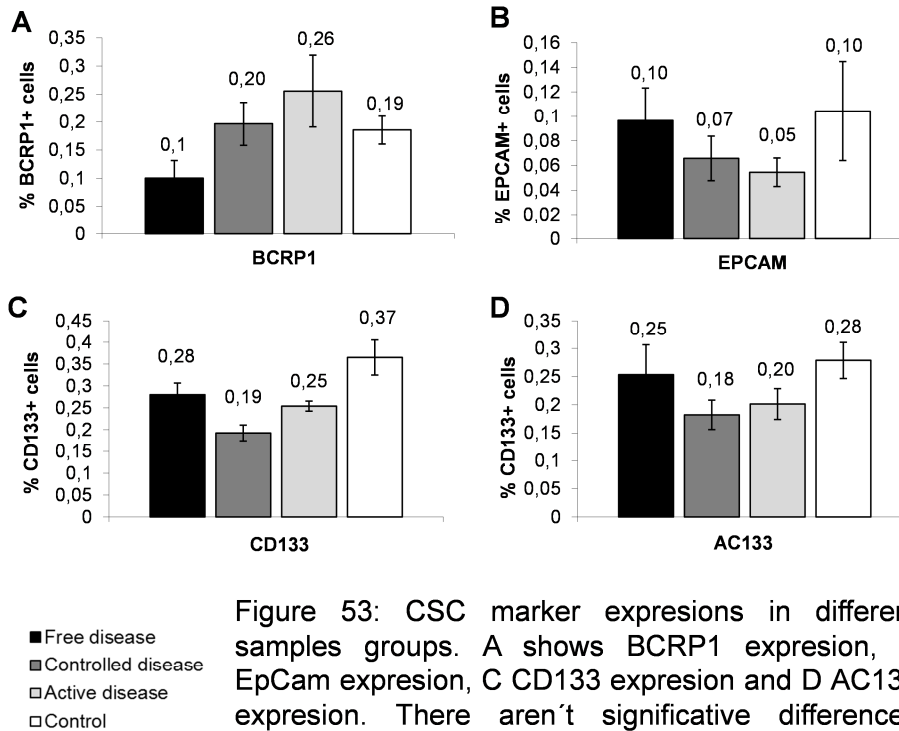 A
0,35
0,3
0,25
0,2
0,15
0,1
0,05
0
% BCRP1+ cells
0,1
0,20
0,26
0,19
BCRP1
B
0,16
0,14
0,12
0,1
0,08
0,06
0,04
0,02
0
% EPCAM+ cells
0,10
0,07
0,05
0,10
EPCAM
C
0,45
0,4
0,35
0,3
0,25
0,2
0,15
0,1
0,05
0
% CD133+ cells
0,28
0,19
0,25
0,37
CD133
D
0,35
0,3
0,25
0,2
0,15
0,1
0,05
0
% CD133+ cells
0,25
0,18
0,20
0,28
AC133
Free disease
Controlled disease
Active disease
Control
Figure 53: CSC marker expresions in differen
samples groups. A shows BCRP1 expresion,
EpCam expresion, C CD133 expresion and D AC13
expresion. There aren´t significative difference